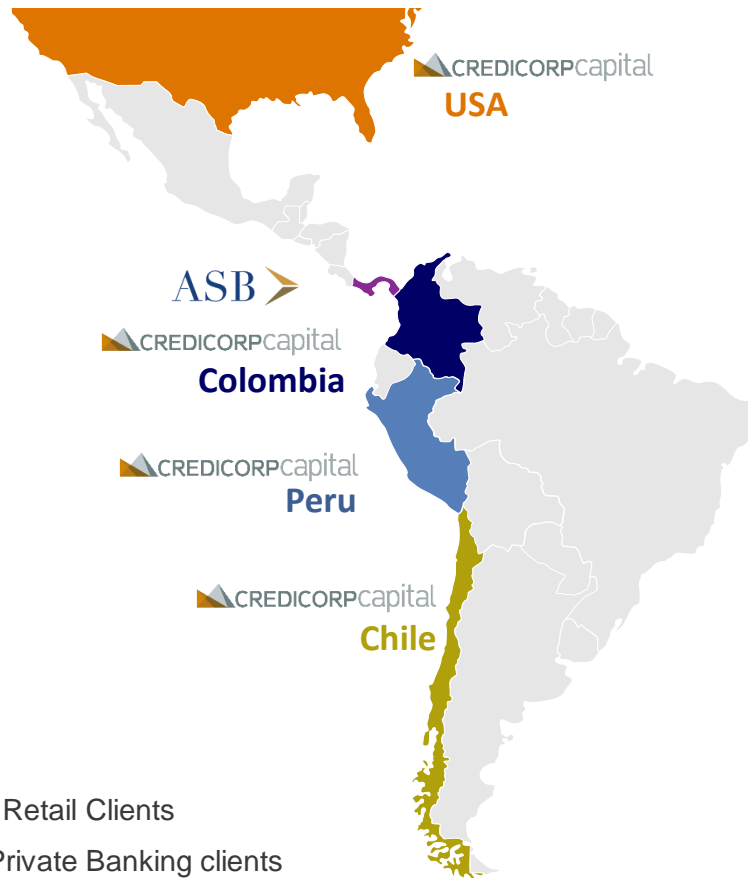 CREDICORPcapital
USA
ASB
CREDICORPcapital
Colombia
CREDICORPcapital
Peru
CREDICORPcapital
Chile
Retail Clients
Private Banking clients